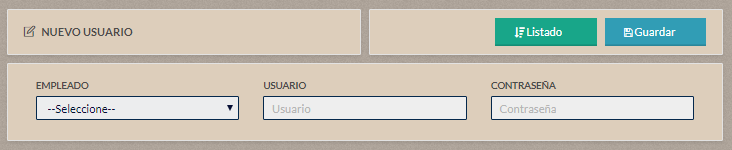 NUEVO USUARIO
Listado
Guardar
EMPLEADO
USUARIO
CONTRASEÑA
--Seleccione--
Usuario
Contraseña